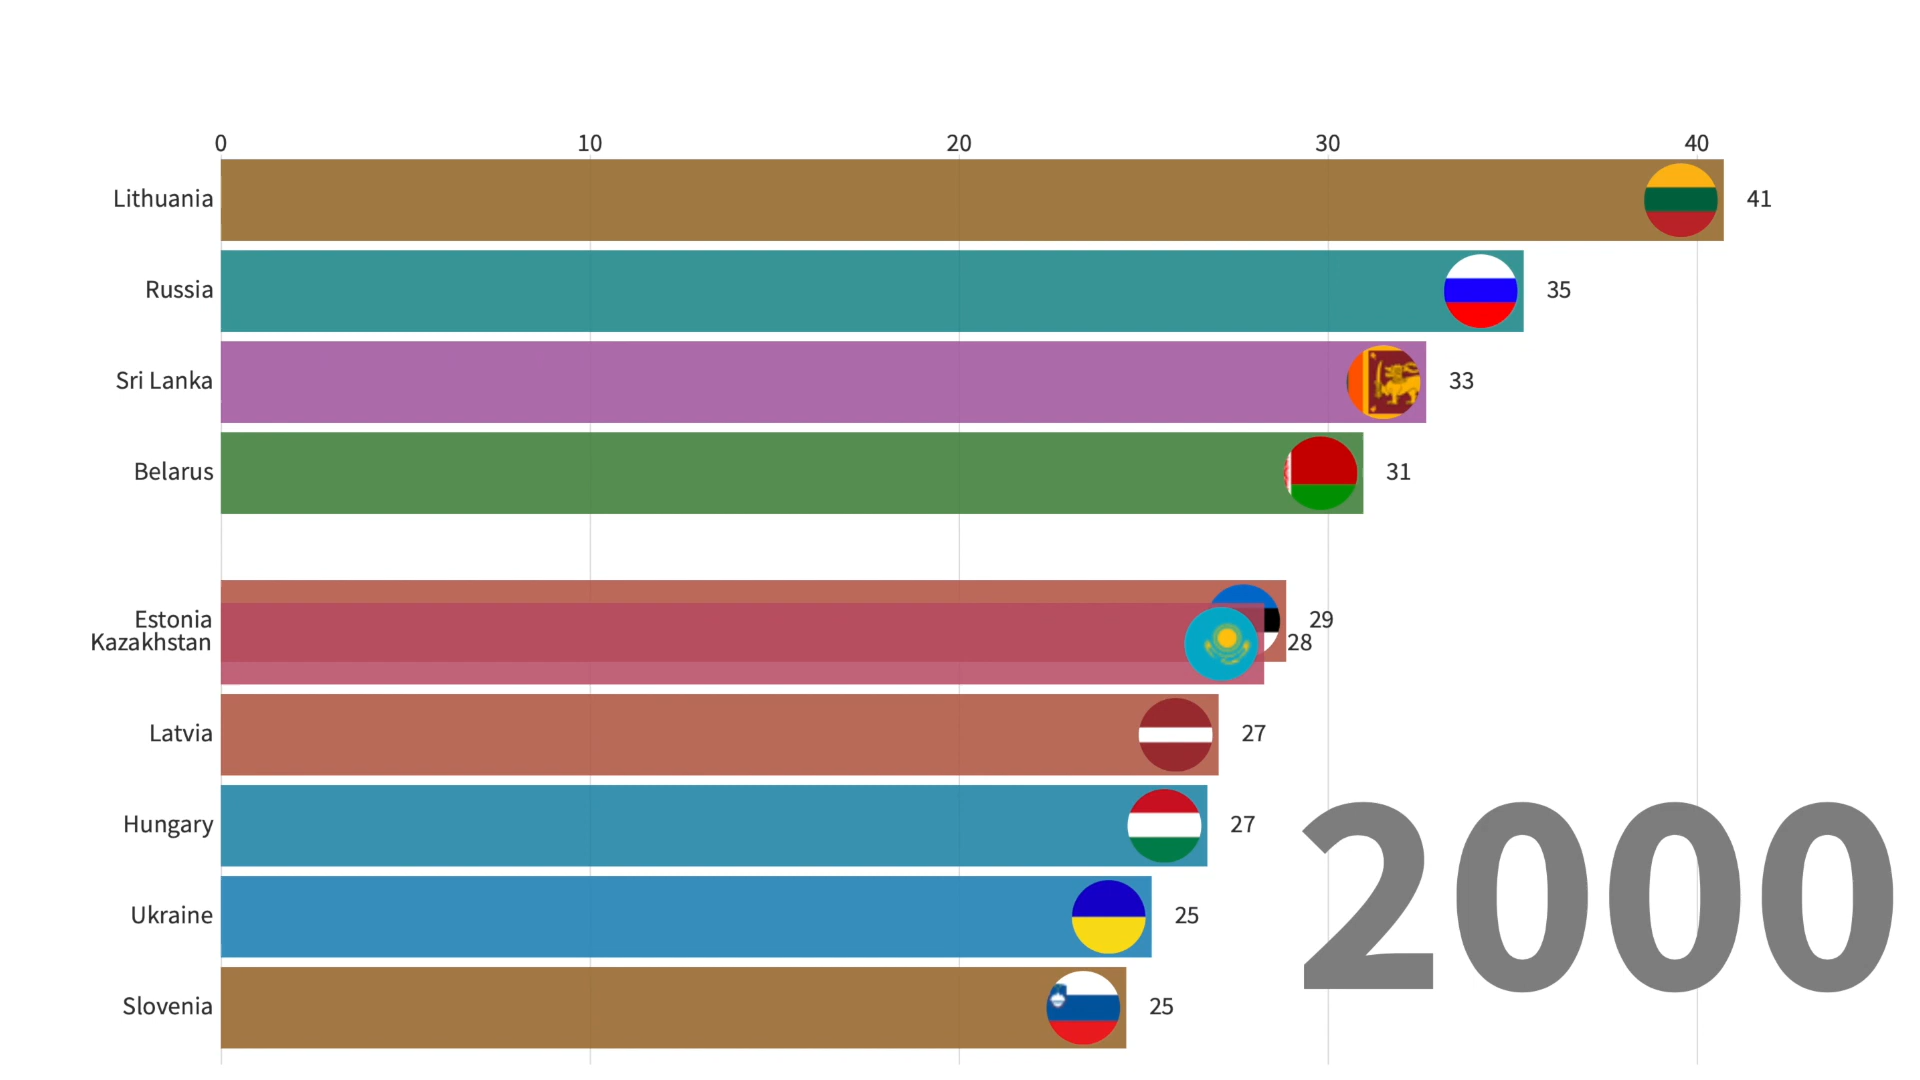 0 10 20 30 40
Lithuania 41
Russia 35
Sri Lanka 33
Belarus 31
Estonia 29
Kazakhstan 28
Latvia 27
Hungary 27
Ukraine 25
Slovenia 25
2000